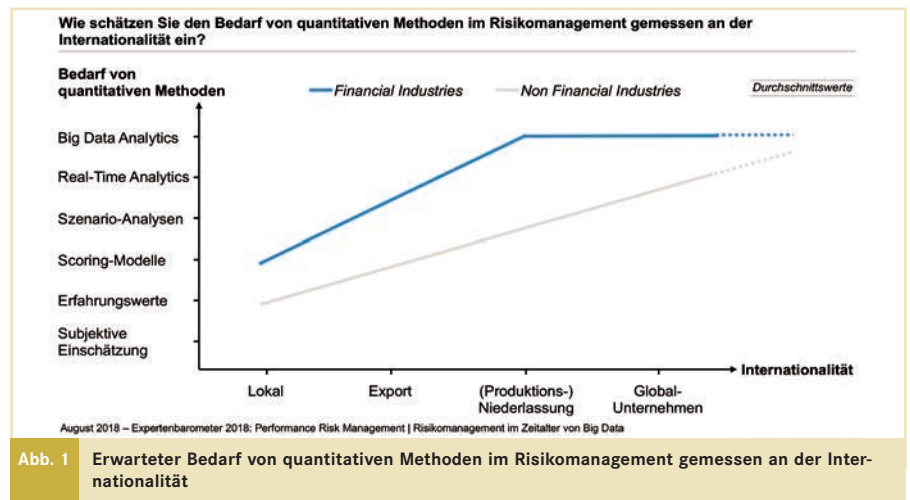 Wie schätzen Sie den Bedarf von quantitativen Methoden im Risikomanagement gemessen an der
Internationalität ein?
Bedarf von
quantitativen Methoden
Financial Industries
Non Financial Industries
Durchschnittswerte
Big Data Analytics
Real-Time Analytics
Szenario-Analysen
Scoring-Modelle
Erfahrungswerte
Subjektive
Einschätzung
Internationalität
Lokal
Export
(Produktions-)
Niederlassung
Global-
Unternehmen
August 2018 – Expertenbarometer 2018: Performance Risk Management | Risikomanagement im Zeitalter von Big Data
Abb. 1
Erwarteter Bedarf von quantitativen Methoden im Risikomanagement gemessen an der Inter-
nationalität